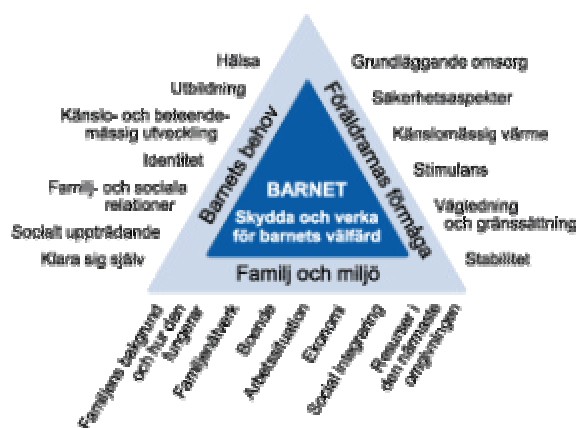 Hälsa
Utbildning
Känslo- och beteende-
mässig utveckling
Identitet
Familj- och sociala
relationer
Socialt uppträdande
Klara sig själv
Barnets behov
BARNET
Skydda och verka
för barnets välfärd
Föräldrarnas förmåga
Grundläggande omsorg
Säkerhetsaspekter
Känslomässig värme
Stimulans
Vägledning
och gränssättning
Stabilitet
Familj och miljö
Familjens bakgrund
och hur den
fungerar
Familjenätverk
Boende
Arbetssituation
Ekonomi
Social integrering
Resurser i
den närmaste
omgivningen